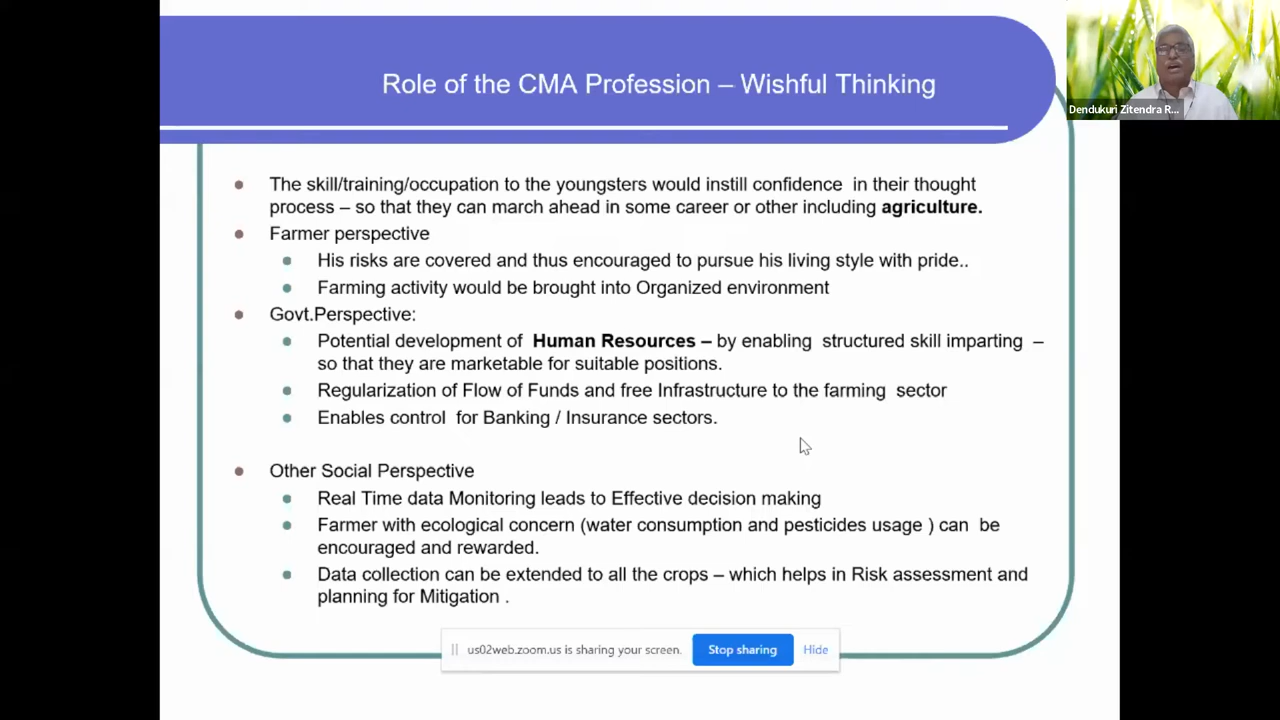 Role of the CMA Profession – Wishful Thinking
Dendukuri Zitendra R...
The skill/training/occupation to the youngsters would instill confidence in their thought
process – so that they can march ahead in some career or other including agriculture.
Farmer perspective
His risks are covered and thus encouraged to pursue his living style with pride..
Farming activity would be brought into Organized environment
Govt.Perspective:
Potential development of Human Resources – by enabling structured skill imparting –
so that they are marketable for suitable positions.
Regularization of Flow of Funds and free Infrastructure to the farming sector
Enables control for Banking / Insurance sectors.
Other Social Perspective
Real Time data Monitoring leads to Effective decision making
Farmer with ecological concern (water consumption and pesticides usage ) can be
encouraged and rewarded.
Data collection can be extended to all the crops – which helps in Risk assessment and
planning for Mitigation .
us02web.zoom.us is sharing your screen.
Stop sharing
Hide